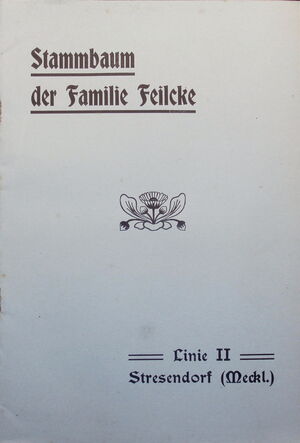 Stammbaum
der Familie Feilcke
Linie II
Stresendorf (Meckl.)